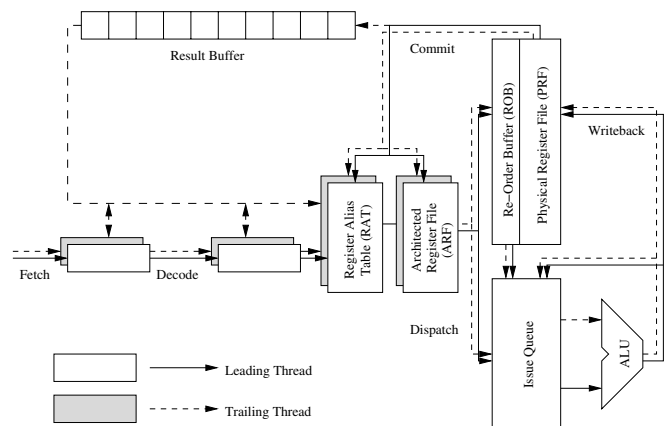 Result Buffer
Commit
Re-Order Buffer (ROB)
Physical Register File (PRF)
Writeback
Register Alias
Table (RAT)
Architected
Register File
(ARF)
Fetch
Decode
Dispatch
Issue Queue
ALU
Leading Thread
Trailing Thread